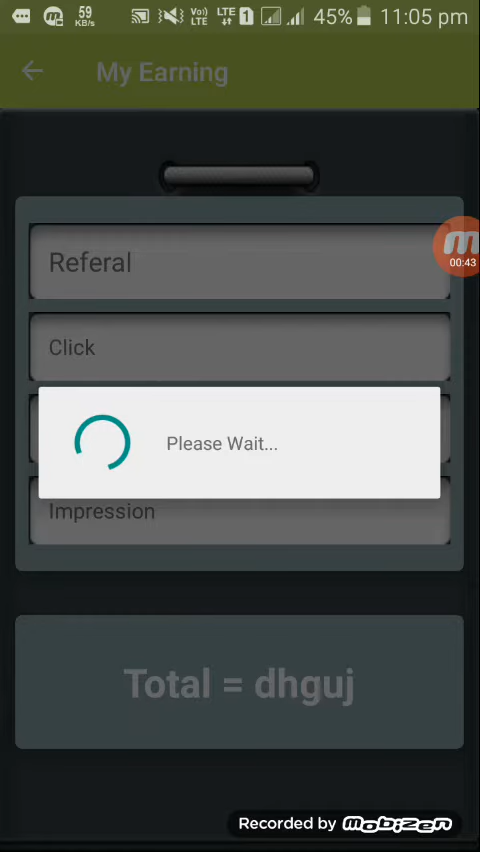 59 KB/s Vo)) LTE LTE 1 45% 11:05 pm
My Earning
Referal
00:43
Click
Please Wait...
Impression
Total = dhguj
Recorded by mobizen